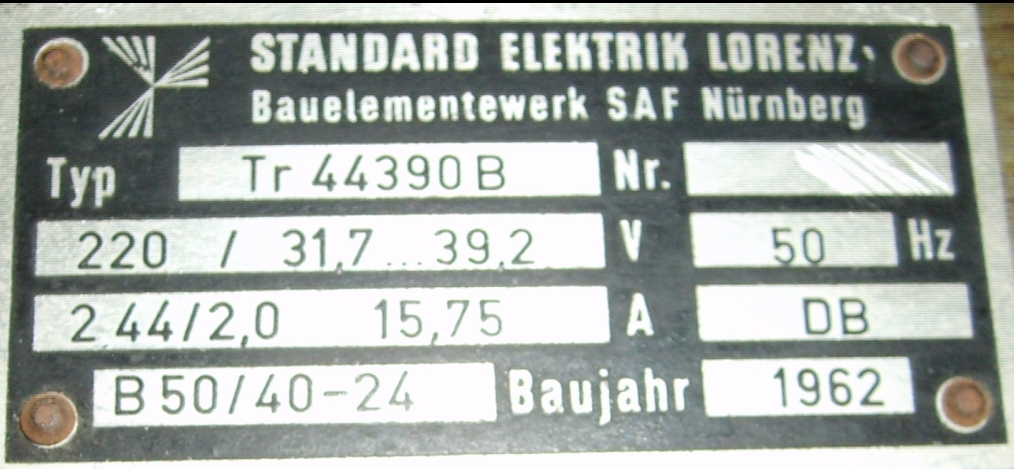 STANDARD ELEKTRIK LORENZ
Bauelementewerk SAF Nürnberg
Typ Tr 44390 B Nr.
220 / 31,7...39,2 V 50 Hz
2 44/2,0 15,75 A DB
B 50/40-24 Baujahr 1962